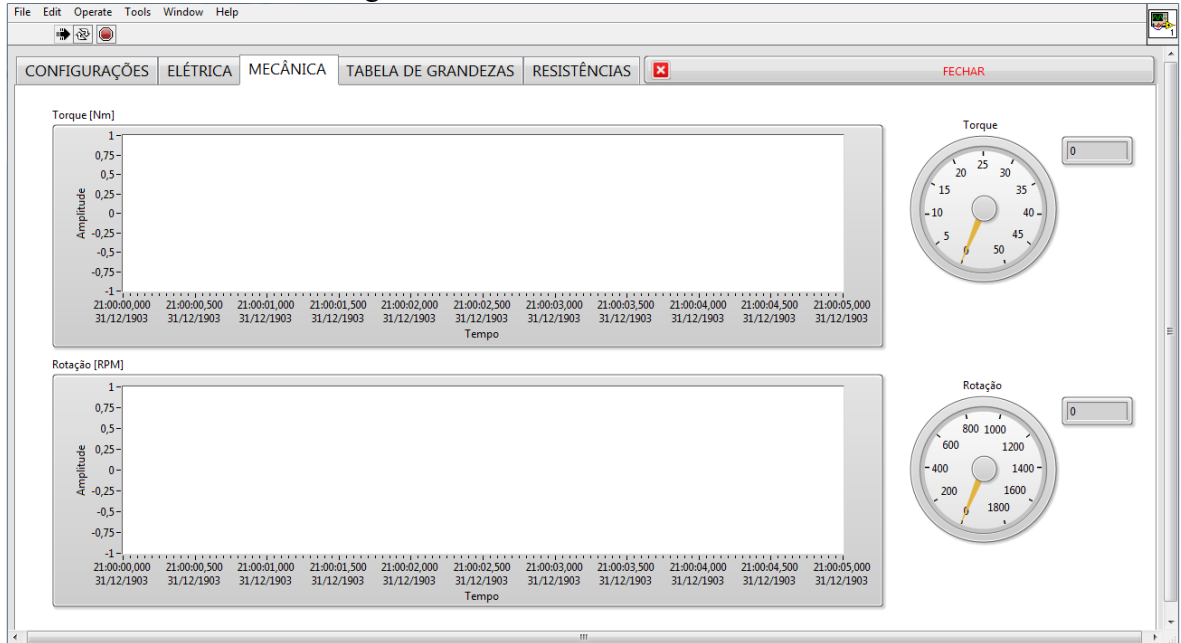 File Edit Operate Tools Window Help
1
CONFIGURAÇÕES ELÉTRICA MECÂNICA TABELA DE GRANDEZAS RESISTÊNCIAS FECHAR
Torque [Nm]
Amplitude
1
0,75
0,5
0,25
0
-0,25
-0,5
-0,75
-1
21:00:00,000 21:00:00,500 21:00:01,000 21:00:01,500 21:00:02,000 21:00:02,500 21:00:03,000 21:00:03,500 21:00:04,000 21:00:04,500 21:00:05,000
31/12/1903 31/12/1903 31/12/1903 31/12/1903 31/12/1903 31/12/1903 31/12/1903 31/12/1903 31/12/1903 31/12/1903 31/12/1903
Tempo
Torque
0 5 10 15 20 25 30 35 40 45 50
0
Rotação [RPM]
Amplitude
1
0,75
0,5
0,25
0
-0,25
-0,5
-0,75
-1
21:00:00,000 21:00:00,500 21:00:01,000 21:00:01,500 21:00:02,000 21:00:02,500 21:00:03,000 21:00:03,500 21:00:04,000 21:00:04,500 21:00:05,000
31/12/1903 31/12/1903 31/12/1903 31/12/1903 31/12/1903 31/12/1903 31/12/1903 31/12/1903 31/12/1903 31/12/1903 31/12/1903
Tempo
Rotação
0 200 400 600 800 1000 1200 1400 1600 1800
0